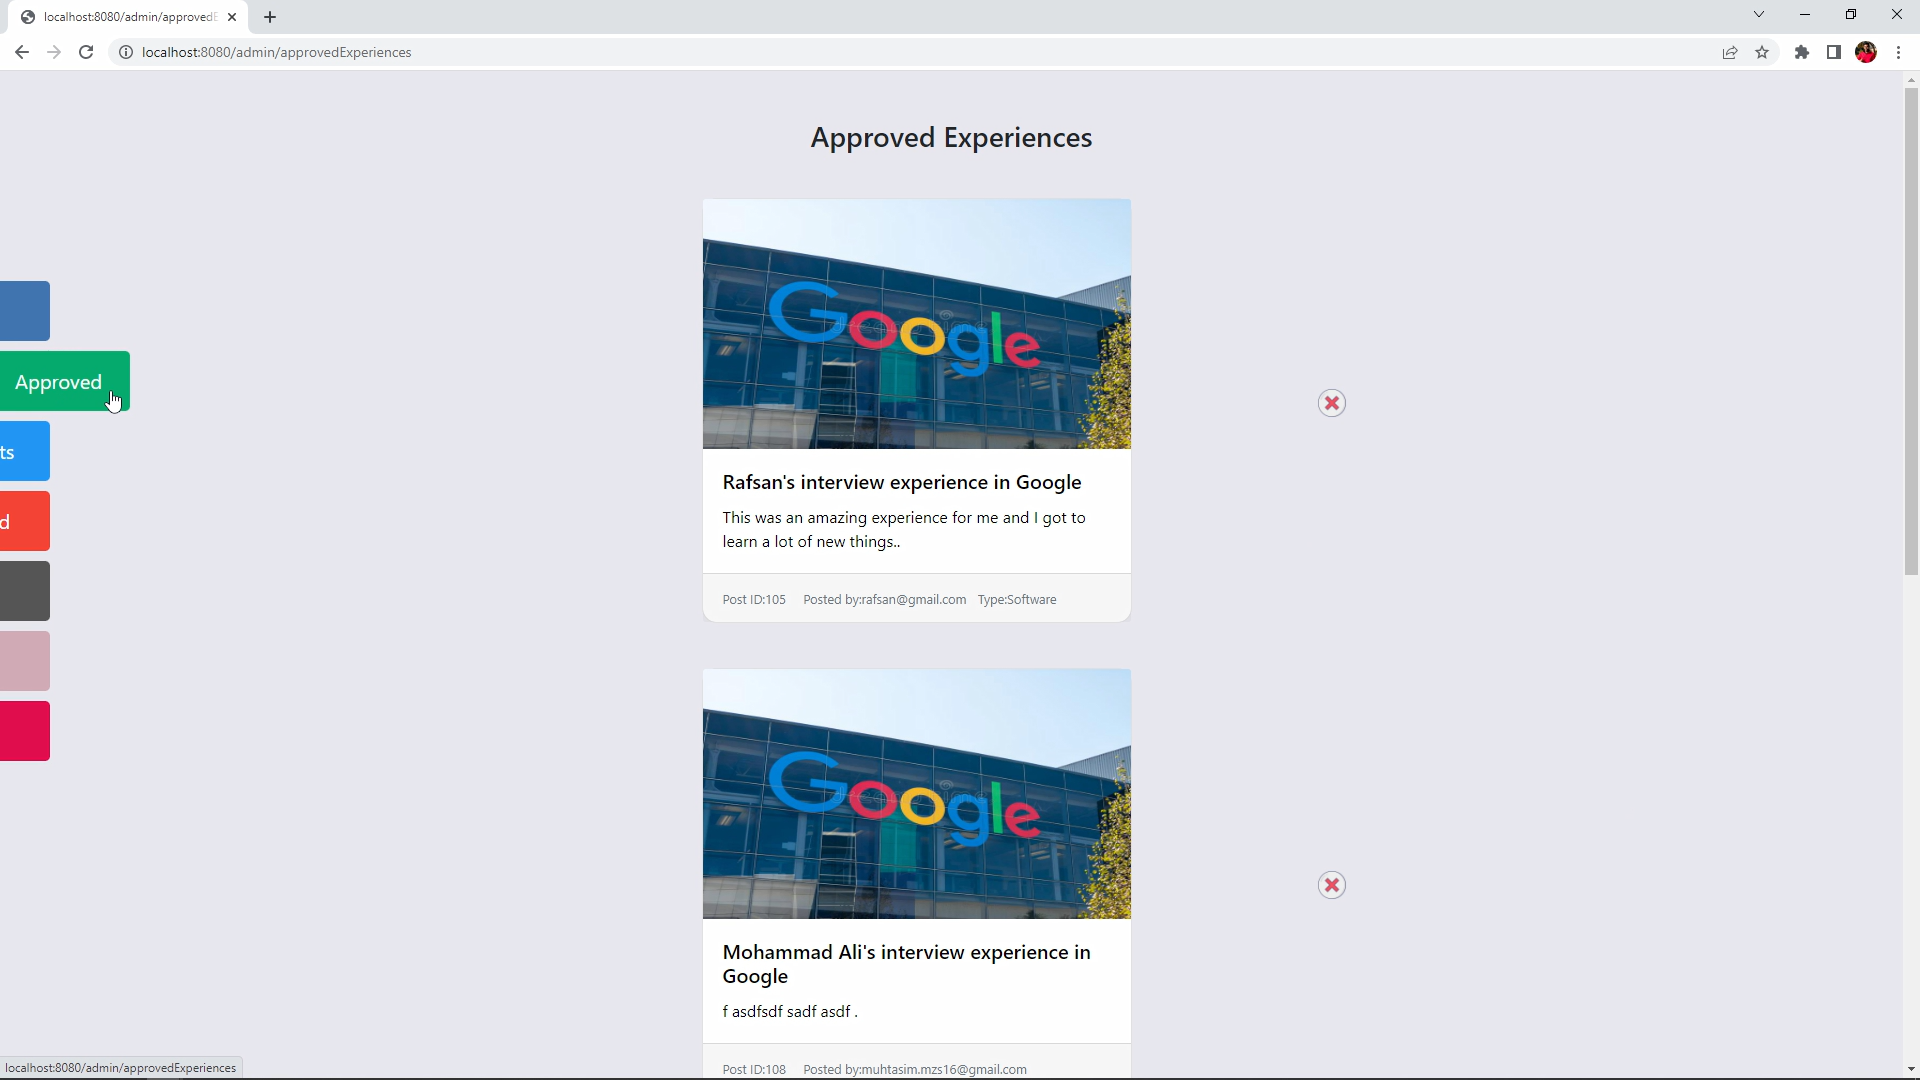 localhost:8080/admin/approvedE
localhost:8080/admin/approvedExperiences
Approved Experiences
Google
Approved
ts
d
Rafsan's interview experience in Google
This was an amazing experience for me and I got to
learn a lot of new things..
Post ID:105 Posted by:rafsan@gmail.com Type:Software
Google
Mohammad Ali's interview experience in
Google
f asdfsdf sadf asdf .
Post ID:108 Posted by:muhtasim.mzs16@gmail.com
localhost:8080/admin/approvedExperiences